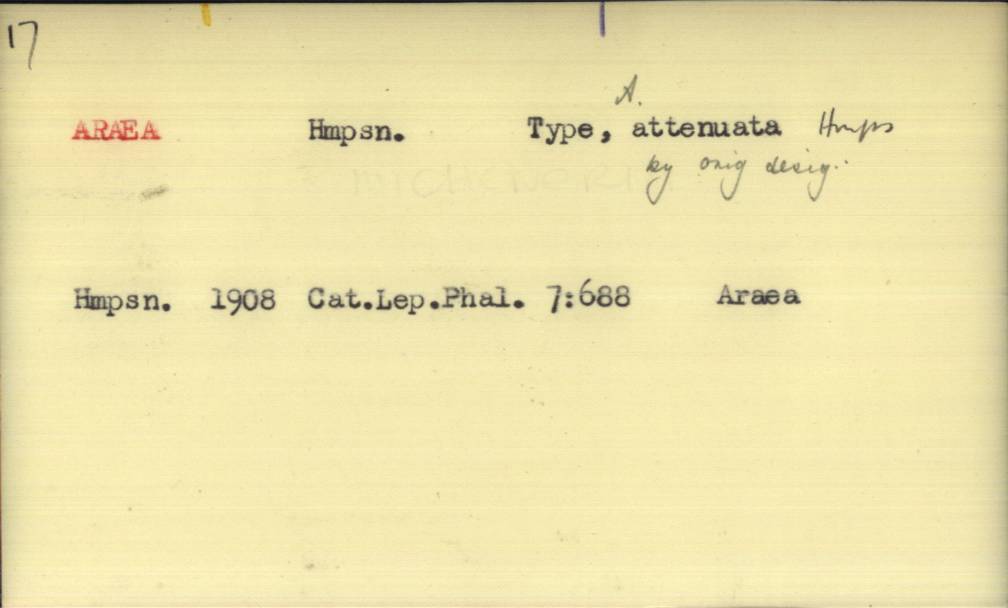 17
A.
ARAEA Hmpsn. Type, attenuata Hmps
by orig desig.
Hmpsn. 1908 Cat.Lep.Phal. 7:688 Araea